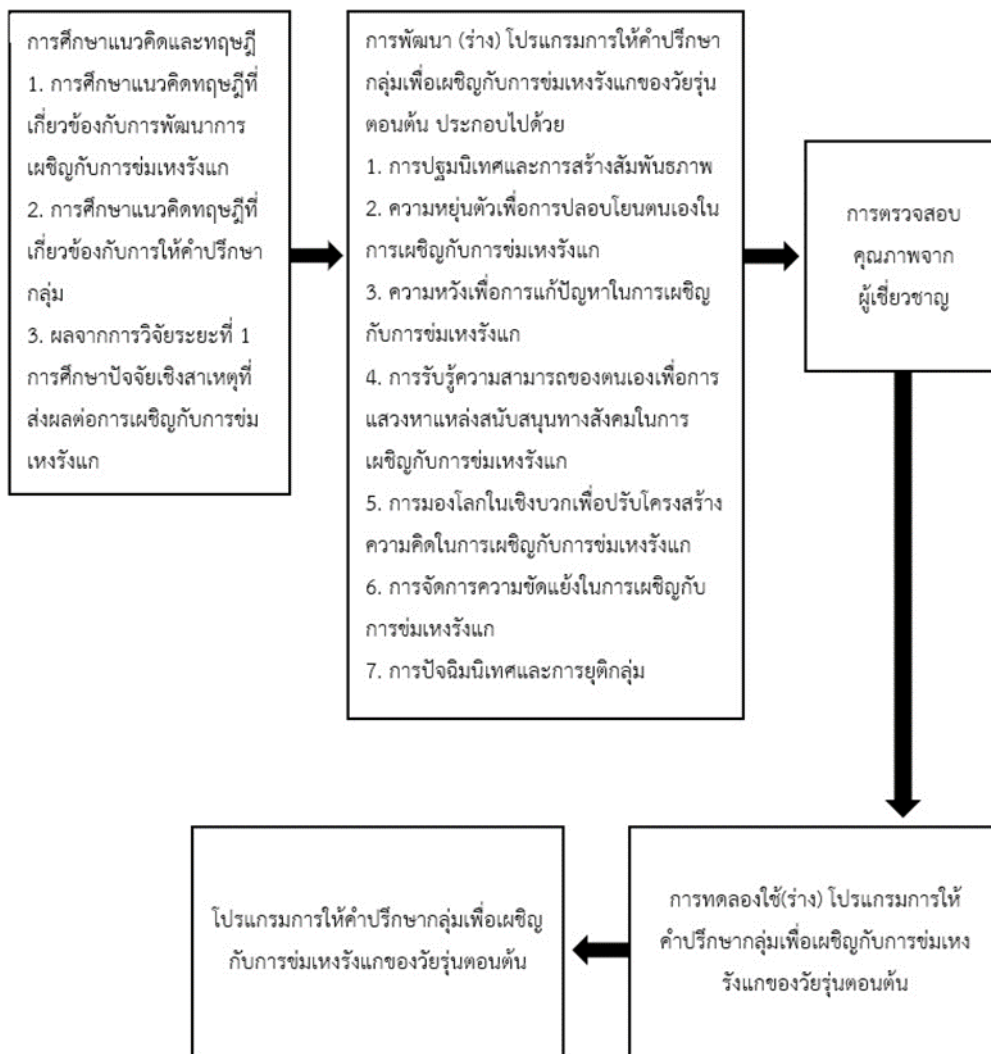 การศึกษาแนวคิดและทฤษฎี
1. การศึกษาแนวคิดทฤษฎีที่
เกี่ยวข้องกับการพัฒนาการ
เผชิญกับการข่มเหงรังแก
2. การศึกษาแนวคิดทฤษฎีที่
เกี่ยวข้องกับการให้คำปรึกษา
กลุ่ม
3. ผลจากการวิจัยระยะที่ 1
การศึกษาปัจจัยเชิงสาเหตุที่
ส่งผลต่อการเผชิญกับการข่ม
เหงรังแก
การพัฒนา (ร่าง) โปรแกรมการให้คำปรึกษา
กลุ่มเพื่อเผชิญกับการข่มเหงรังแกของวัยรุ่น
ตอนต้น ประกอบไปด้วย
1. การปฐมนิเทศและการสร้างสัมพันธภาพ
2. ความหยุ่นตัวเพื่อการปลอบโยนตนเองใน
การเผชิญกับการข่มเหงรังแก
3. ความหวังเพื่อการแก้ปัญหาในการเผชิญ
กับการข่มเหงรังแก
4. การรับรู้ความสามารถของตนเองเพื่อการ
แสวงหาแหล่งสนับสนุนทางสังคมในการ
เผชิญกับการข่มเหงรังแก
5. การมองโลกในเชิงบวกเพื่อปรับโครงสร้าง
ความคิดในการเผชิญกับการข่มเหงรังแก
6. การจัดการความขัดแย้งในการเผชิญกับ
การข่มเหงรังแก
7. การปัจฉิมนิเทศและการยุติกลุ่ม
การตรวจสอบ
คุณภาพจาก
ผู้เชี่ยวชาญ
การทดลองใช้(ร่าง) โปรแกรมการให้
คำปรึกษากลุ่มเพื่อเผชิญกับการข่มเหง
รังแกของวัยรุ่นตอนต้น
โปรแกรมการให้คำปรึกษากลุ่มเพื่อเผชิญ
กับการข่มเหงรังแกของวัยรุ่นตอนต้น